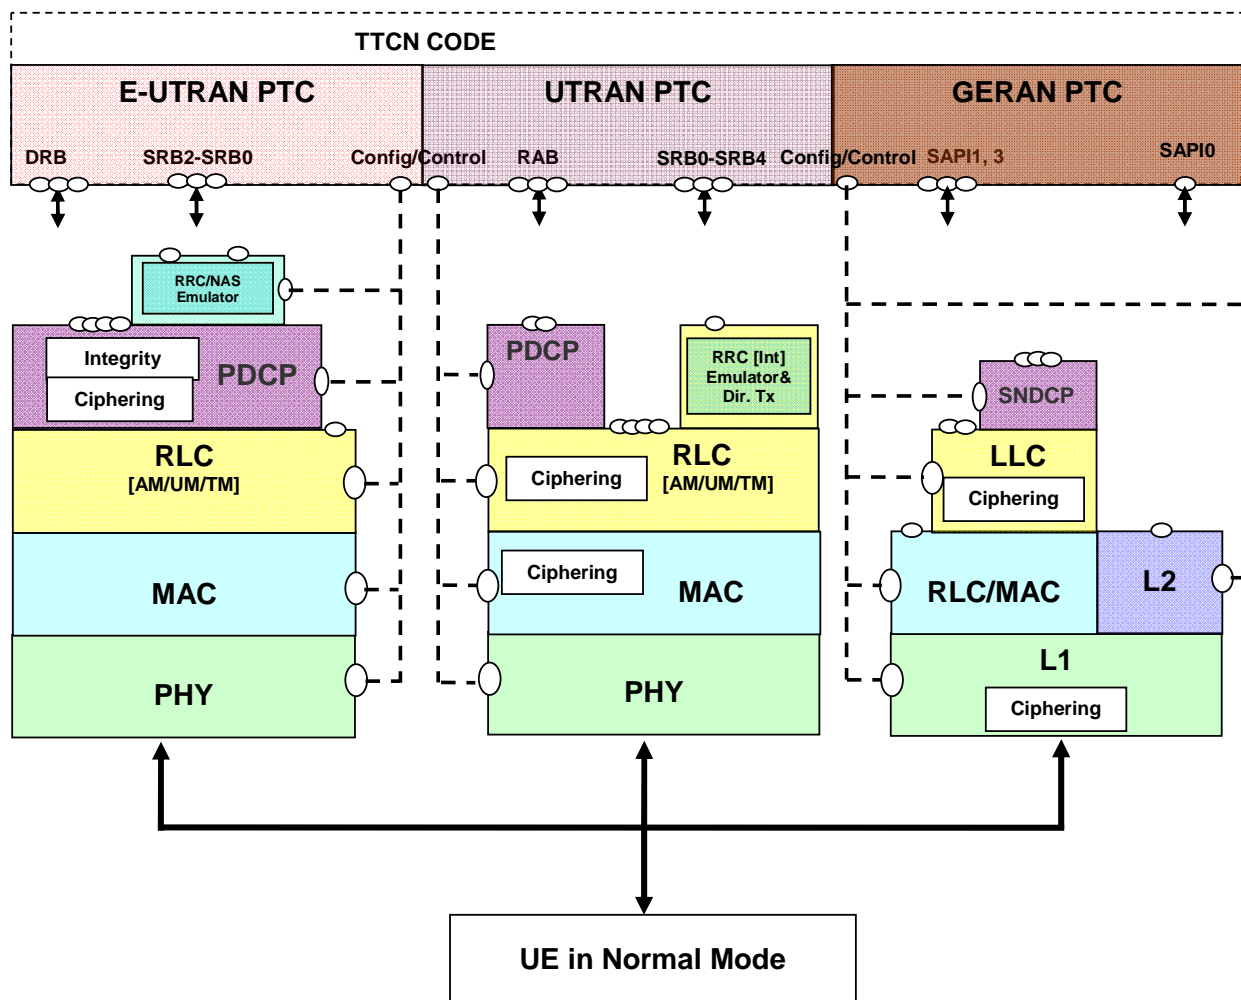 TTCN CODE
E-UTRAN PTC
UTRAN PTC
GERAN PTC
DRB
SRB2-SRB0
Config/Control
RAB
SRB0-SRB4
Config/Control
SAPI1, 3
SAPI0
RRC/NAS
Emulator
Integrity
Ciphering
PDCP
RLC
[AM/UM/TM]
MAC
PHY
PDCP
RRC [Int]
Emulator&
Dir. Tx
Ciphering
RLC
[AM/UM/TM]
Ciphering
MAC
PHY
SNDCP
LLC
Ciphering
RLC/MAC
L2
L1
Ciphering
UE in Normal Mode